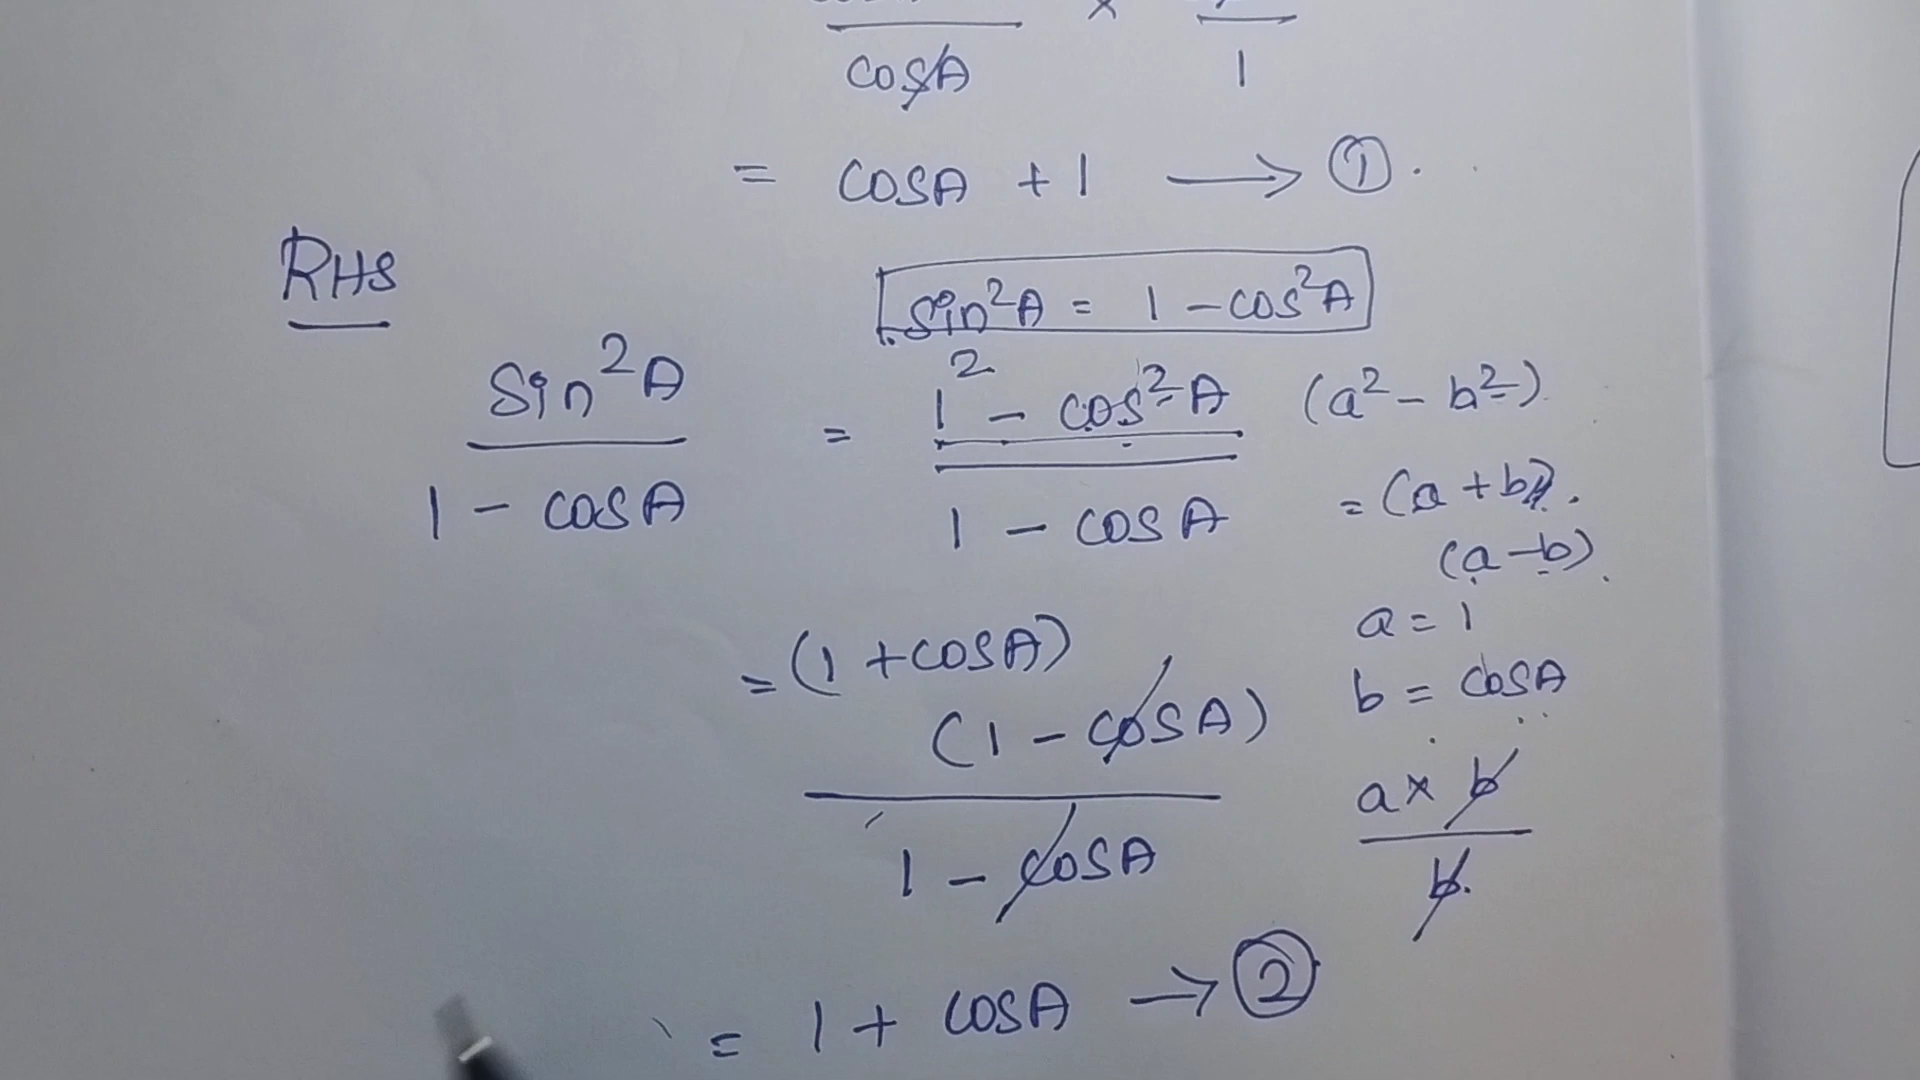 ×
cosA 1
= cosA + 1 → ①.
RHS
sin²A = 1 - cos²A
Sin²A / 1 - cosA = 1² - cos²A / 1 - cosA (a² - b²)
= (a + b).
(a - b).
a = 1
b = cosA
= (1 + cosA)
(1 - cosA)
1 - cosA
a × b
b.
= 1 + cosA → ②